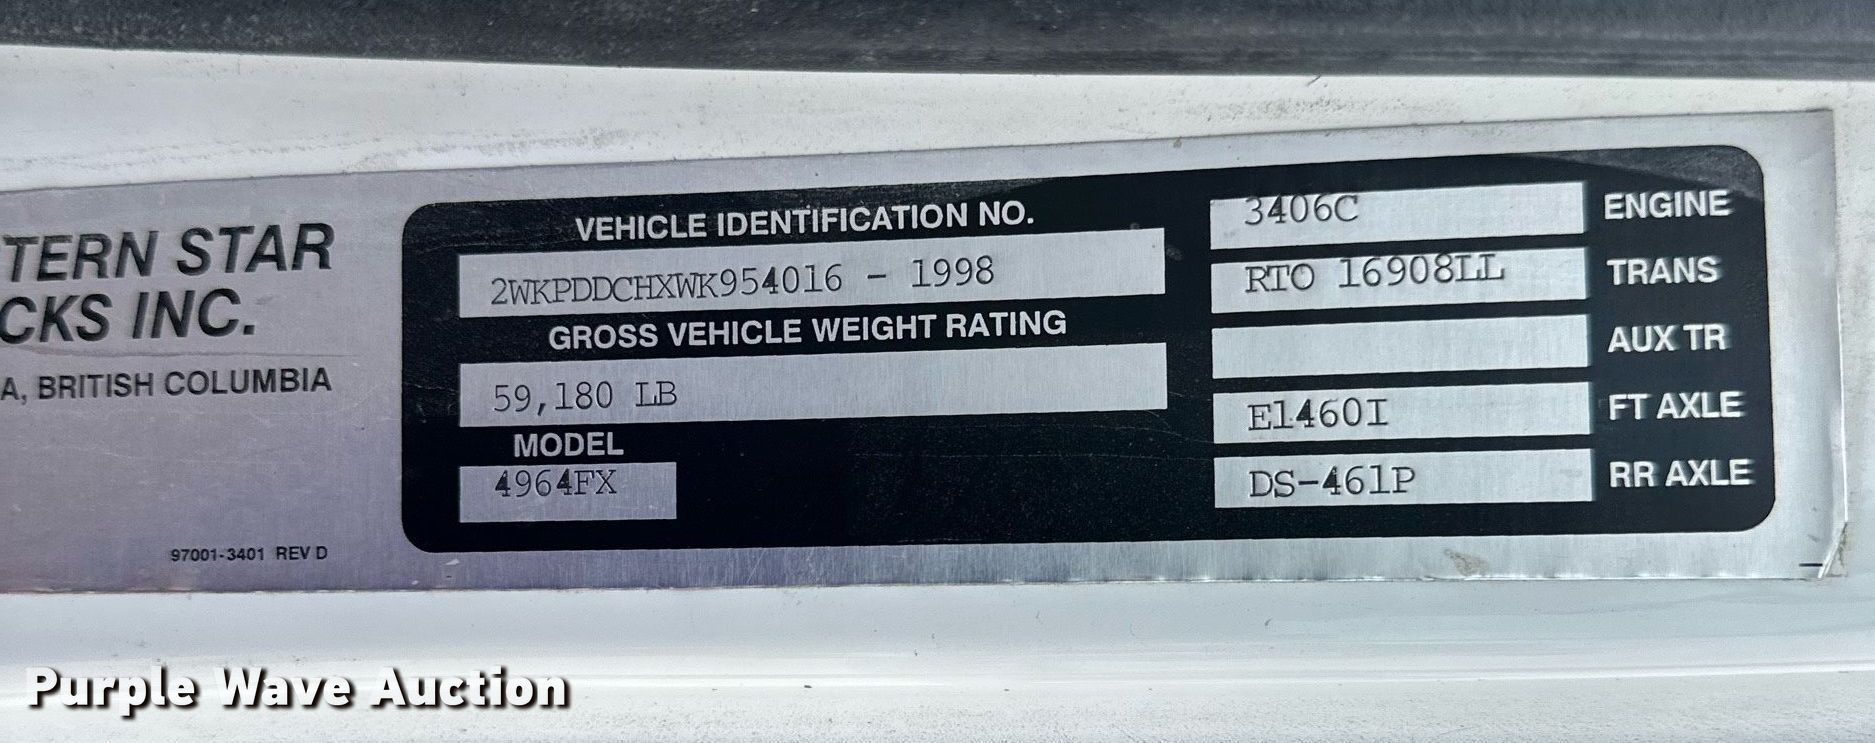 TERN STAR
CKS INC.
A, BRITISH COLUMBIA
97001-3401 REV D
VEHICLE IDENTIFICATION NO.
2WKPDDCHXWK954016 - 1998
GROSS VEHICLE WEIGHT RATING
59,180 LB
MODEL
4964FX
3406C ENGINE
RTO 16908LL TRANS
AUX TR
E1460I FT AXLE
DS-461P RR AXLE
Purple Wave Auction